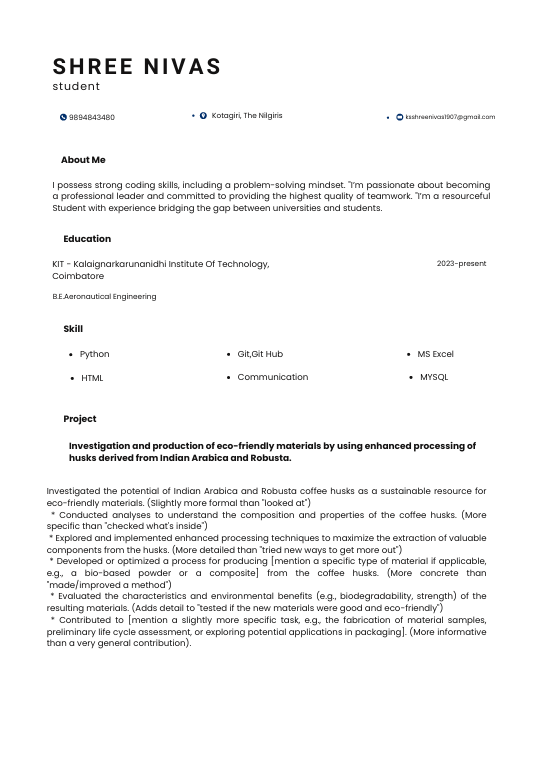 SHREE NIVAS
student
9894843480
• Kotagiri, The Nilgiris
• ksshreenivas1907@gmail.com
About Me
I possess strong coding skills, including a problem-solving mindset. "I'm passionate about becoming
a professional leader and committed to providing the highest quality of teamwork. "I'm a resourceful
Student with experience bridging the gap between universities and students.
Education
KIT - Kalaignarkarunanidhi Institute Of Technology,
Coimbatore
2023-present
B.E.Aeronautical Engineering
Skill
• Python
• Git,Git Hub
• MS Excel
• HTML
• Communication
• MYSQL
Project
Investigation and production of eco-friendly materials by using enhanced processing of
husks derived from Indian Arabica and Robusta.
Investigated the potential of Indian Arabica and Robusta coffee husks as a sustainable resource for
eco-friendly materials. (Slightly more formal than "looked at")
* Conducted analyses to understand the composition and properties of the coffee husks. (More
specific than "checked what's inside")
* Explored and implemented enhanced processing techniques to maximize the extraction of valuable
components from the husks. (More detailed than "tried new ways to get more out")
* Developed or optimized a process for producing [mention a specific type of material if applicable,
e.g., a bio-based powder or a composite] from the coffee husks. (More concrete than
"made/improved a method")
* Evaluated the characteristics and environmental benefits (e.g., biodegradability, strength) of the
resulting materials. (Adds detail to "tested if the new materials were good and eco-friendly")
* Contributed to [mention a slightly more specific task, e.g., the fabrication of material samples,
preliminary life cycle assessment, or exploring potential applications in packaging]. (More informative
than a very general contribution).